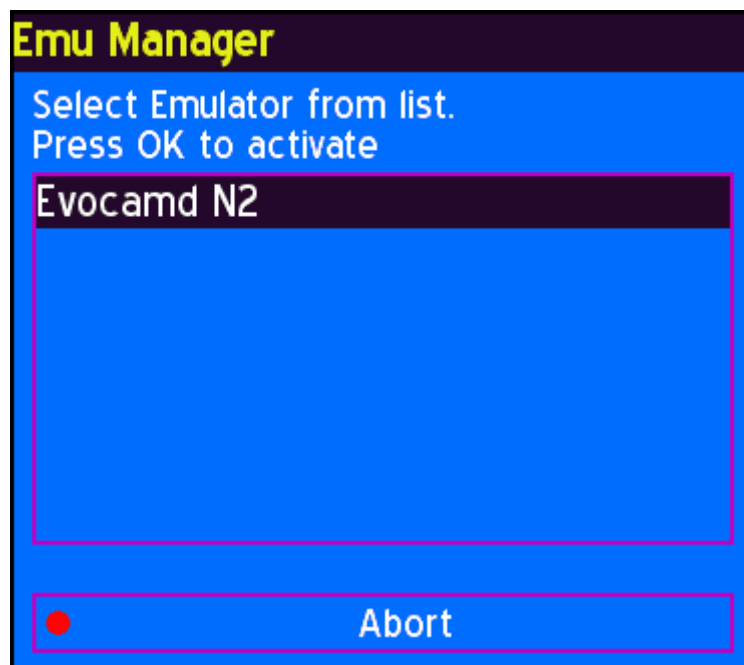 Emu Manager
Select Emulator from list.
Press OK to activate
Evocamd N2
Abort